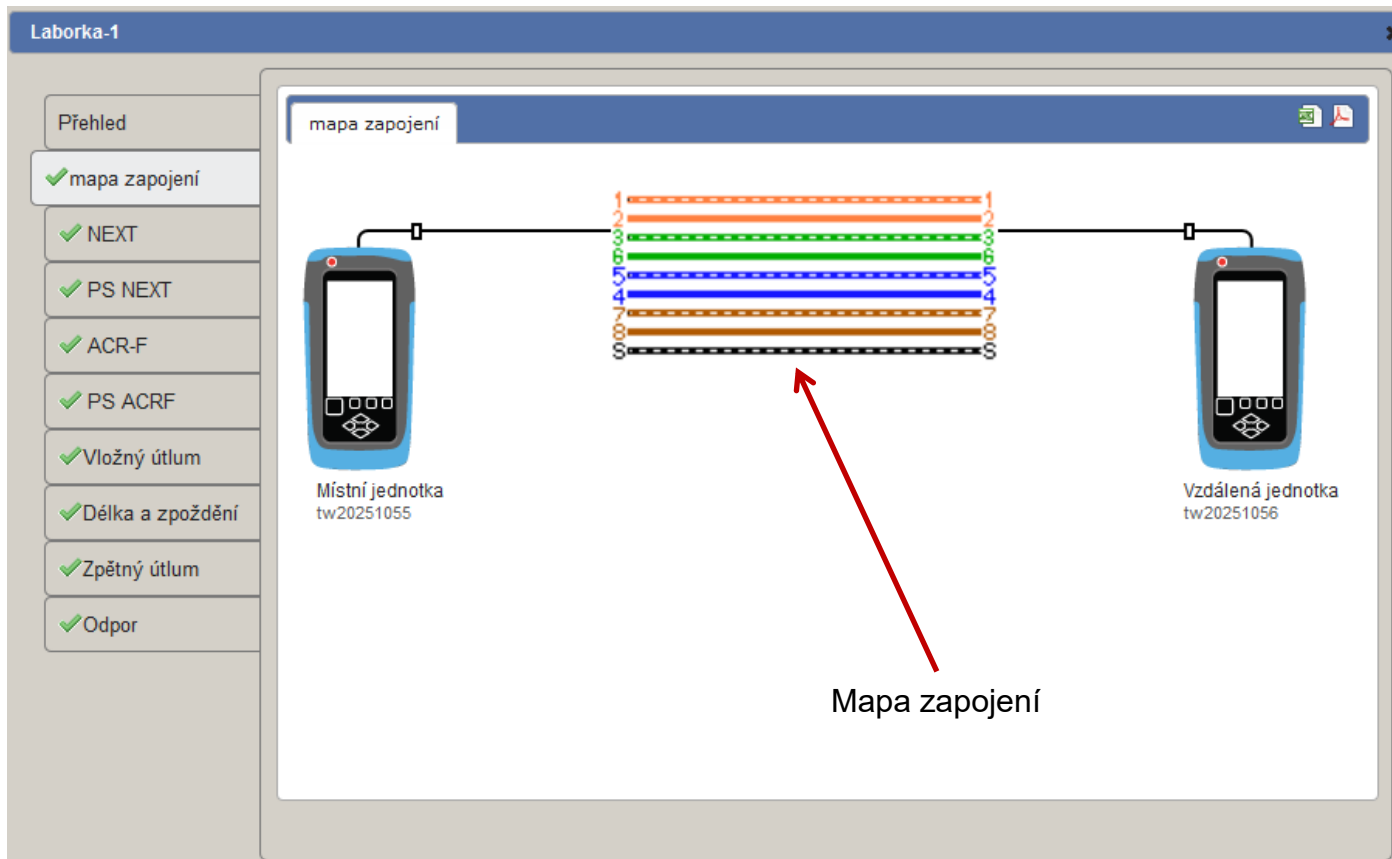 Laborka-1
Přehled
mapa zapojení
NEXT
PS NEXT
ACR-F
PS ACRF
Vložný útlum
Délka a zpoždění
Zpětný útlum
Odpor
mapa zapojení
1 1
2 2
3 3
6 6
5 5
4 4
7 7
8 8
S S
Místní jednotka
tw20251055
Vzdálená jednotka
tw20251056
Mapa zapojení